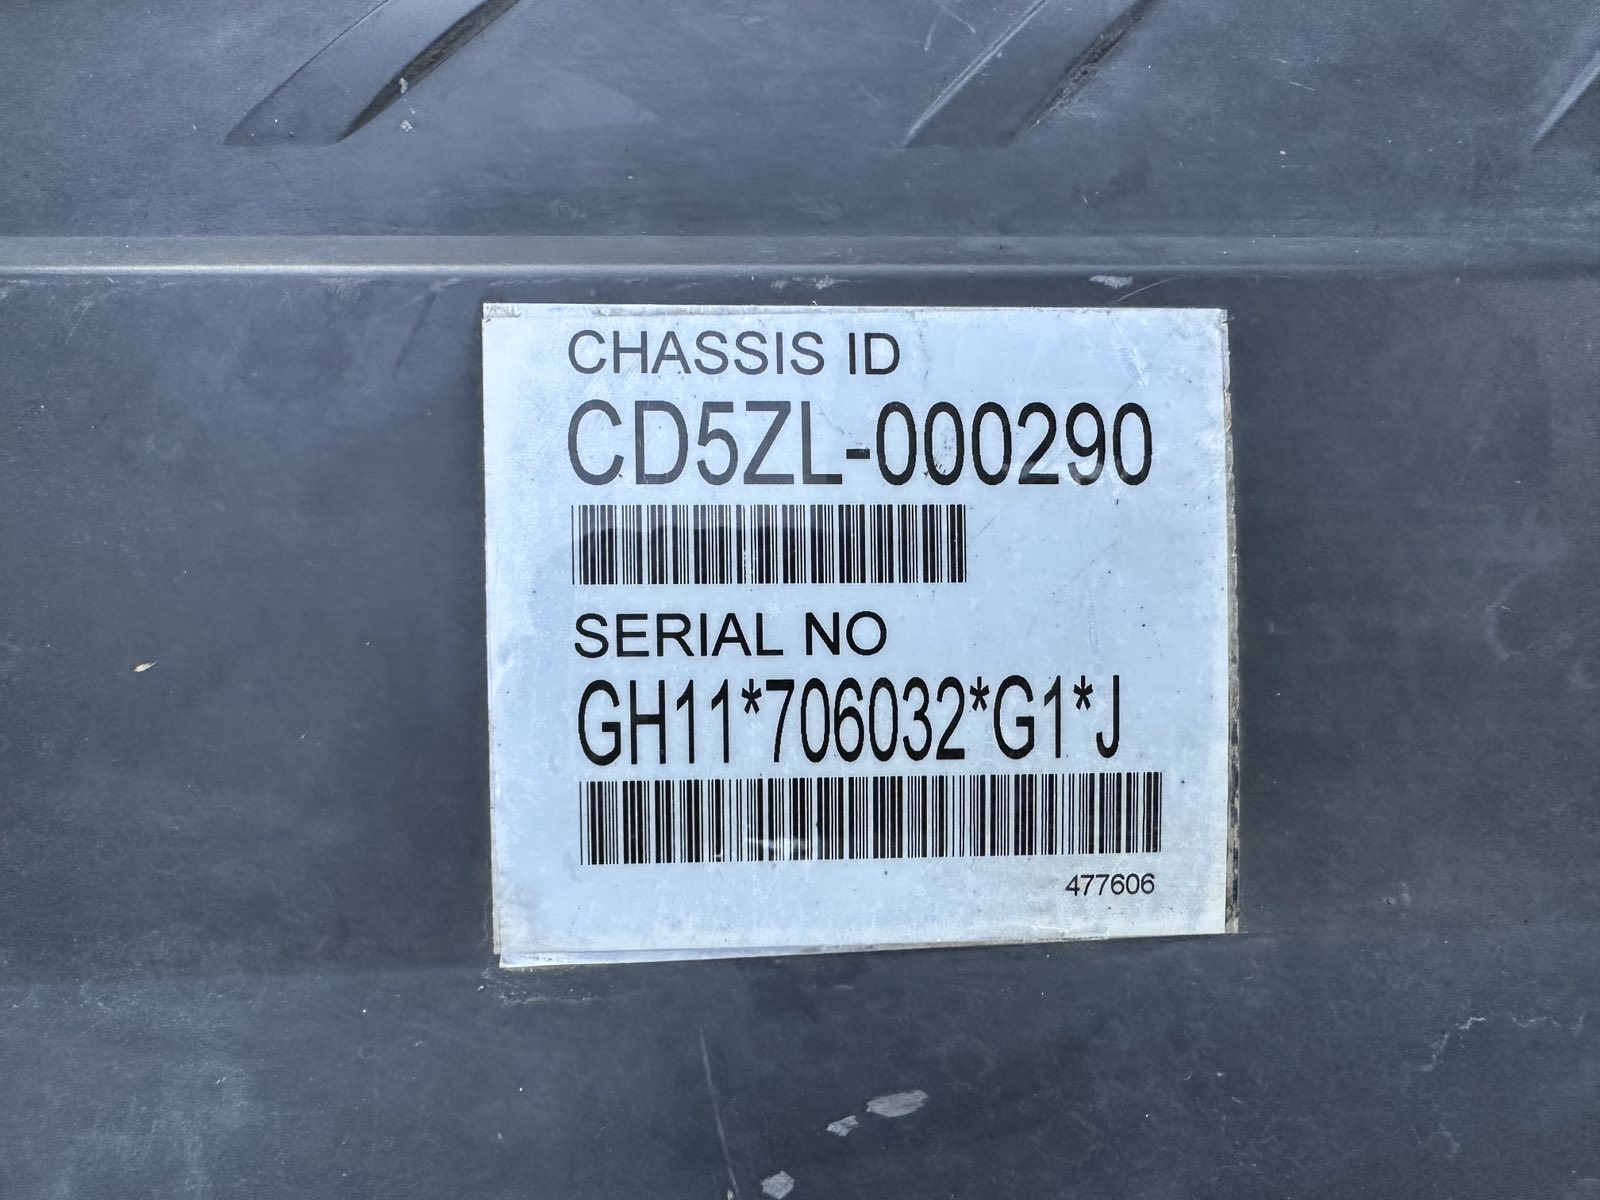 CHASSIS ID
CD5ZL-000290
SERIAL NO
GH11*706032*G1*J
477606